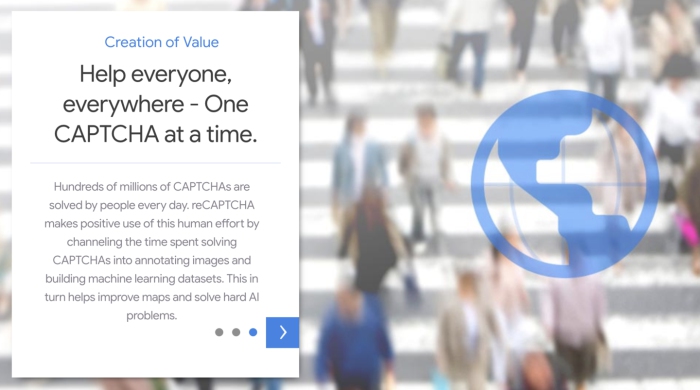 Creation of Value
Help everyone,
everywhere - One
CAPTCHA at a time.
Hundreds of millions of CAPTCHAs are
solved by people every day. reCAPTCHA
makes positive use of this human effort by
channeling the time spent solving
CAPTCHAs into annotating images and
building machine learning datasets. This in
turn helps improve maps and solve hard AI
problems.